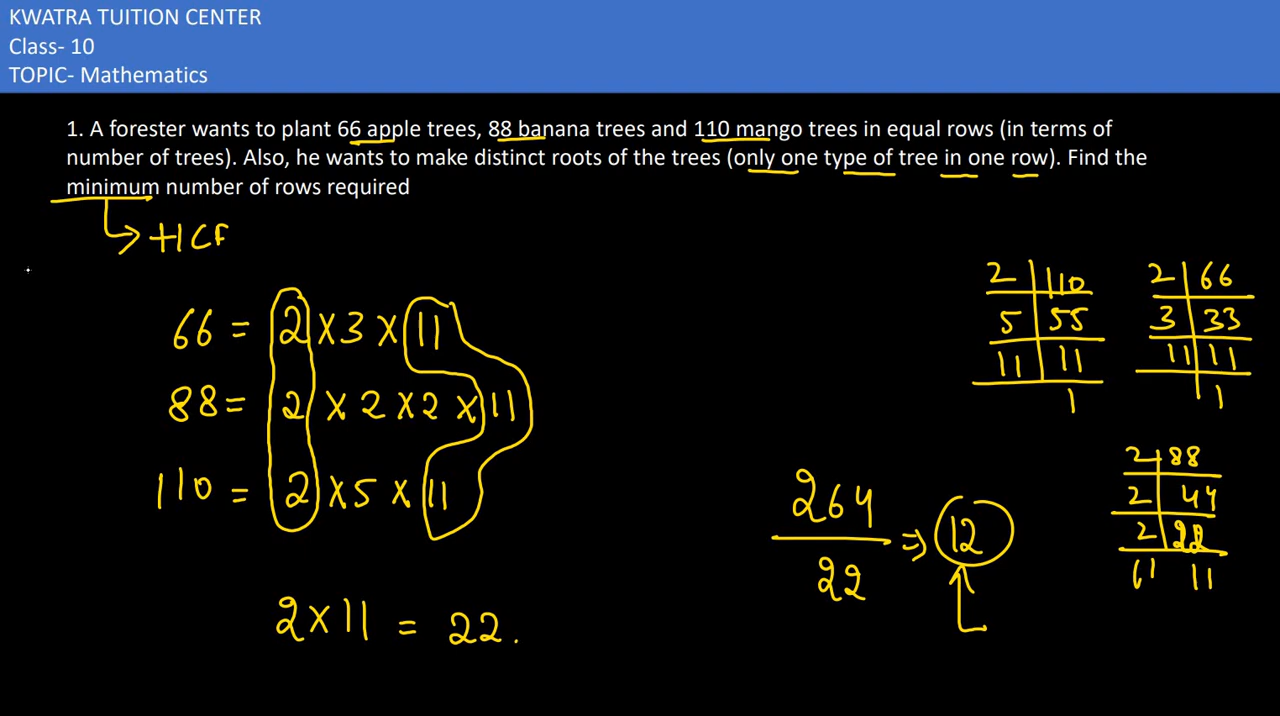 KWATRA TUITION CENTER
Class- 10
TOPIC- Mathematics
1. A forester wants to plant 66 apple trees, 88 banana trees and 110 mango trees in equal rows (in terms of
number of trees). Also, he wants to make distinct roots of the trees (only one type of tree in one row). Find the
minimum number of rows required
HCF
66 = 2 × 3 × 11
88 = 2 × 2 × 2 × 11
110 = 2 × 5 × 11
2 × 11 = 22.
264
22
⇒ 12
2 110
5 55
11 11
1
2 66
3 33
11 11
1
2 88
2 44
2 22
11 11